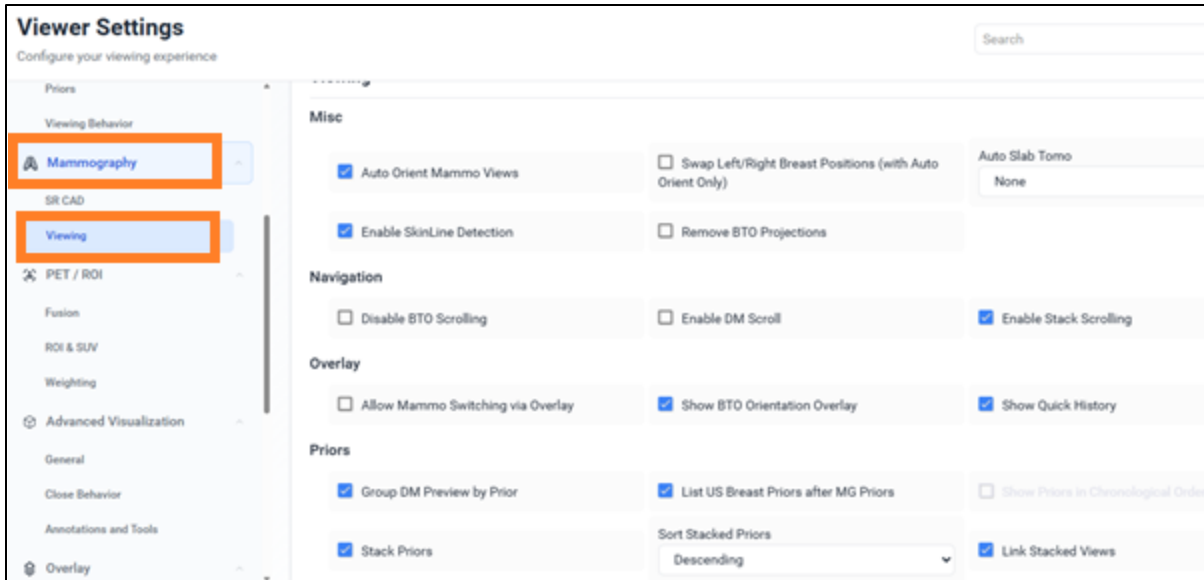 Viewer Settings
Configure your viewing experience
Search
Priors
Viewing Behavior
Mammography
SR CAD
Viewing
PET / ROI
Fusion
ROI & SUV
Weighting
Advanced Visualization
General
Close Behavior
Annotations and Tools
Overlay
Misc
Auto Orient Mammo Views
Swap Left/Right Breast Positions (with Auto
Orient Only)
Auto Slab Tomo
None
Enable SkinLine Detection
Remove BTO Projections
Navigation
Disable BTO Scrolling
Enable DM Scroll
Enable Stack Scrolling
Overlay
Allow Mammo Switching via Overlay
Show BTO Orientation Overlay
Show Quick History
Priors
Group DM Preview by Prior
List US Breast Priors after MG Priors
Show Priors in Chronological Order
Stack Priors
Sort Stacked Priors
Descending
Link Stacked Views